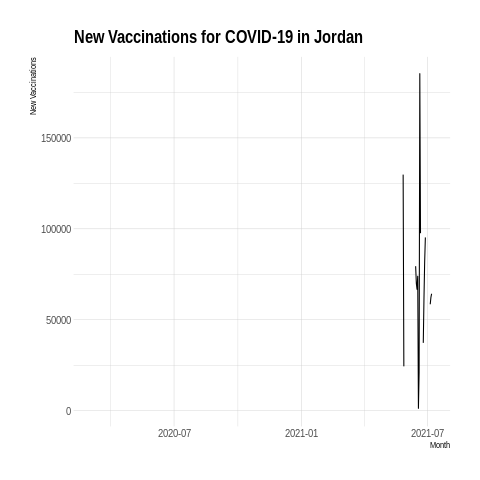 New Vaccinations for COVID-19 in Jordan
New Vaccinations
150000
100000
50000
0
2020-07 2021-01 2021-07
Month